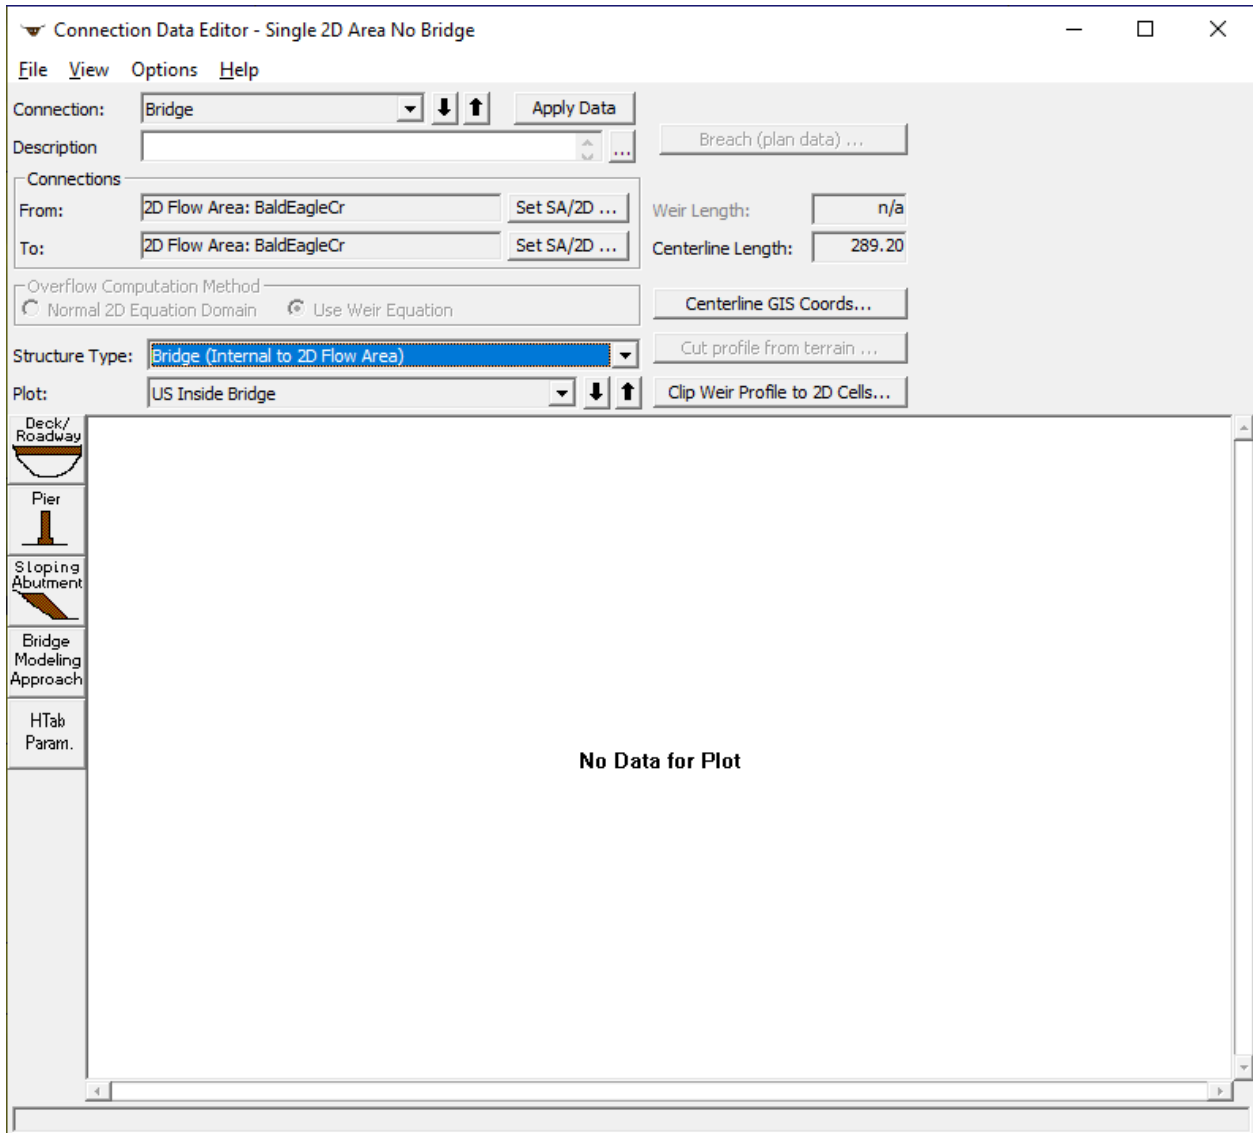 Connection Data Editor - Single 2D Area No Bridge
File View Options Help
Connection: Bridge Apply Data
Breach (plan data) ...
Description ...
Connections
From: 2D Flow Area: BaldEagleCr Set SA/2D ... Weir Length: n/a
To: 2D Flow Area: BaldEagleCr Set SA/2D ... Centerline Length: 289.20
Overflow Computation Method
Normal 2D Equation Domain Use Weir Equation Centerline GIS Coords...
Structure Type: Bridge (Internal to 2D Flow Area) Cut profile from terrain ...
Plot: US Inside Bridge Clip Weir Profile to 2D Cells...
Deck/
Roadway
Pier
Sloping
Abutment
Bridge
Modeling
Approach
HTab
Param.
No Data for Plot